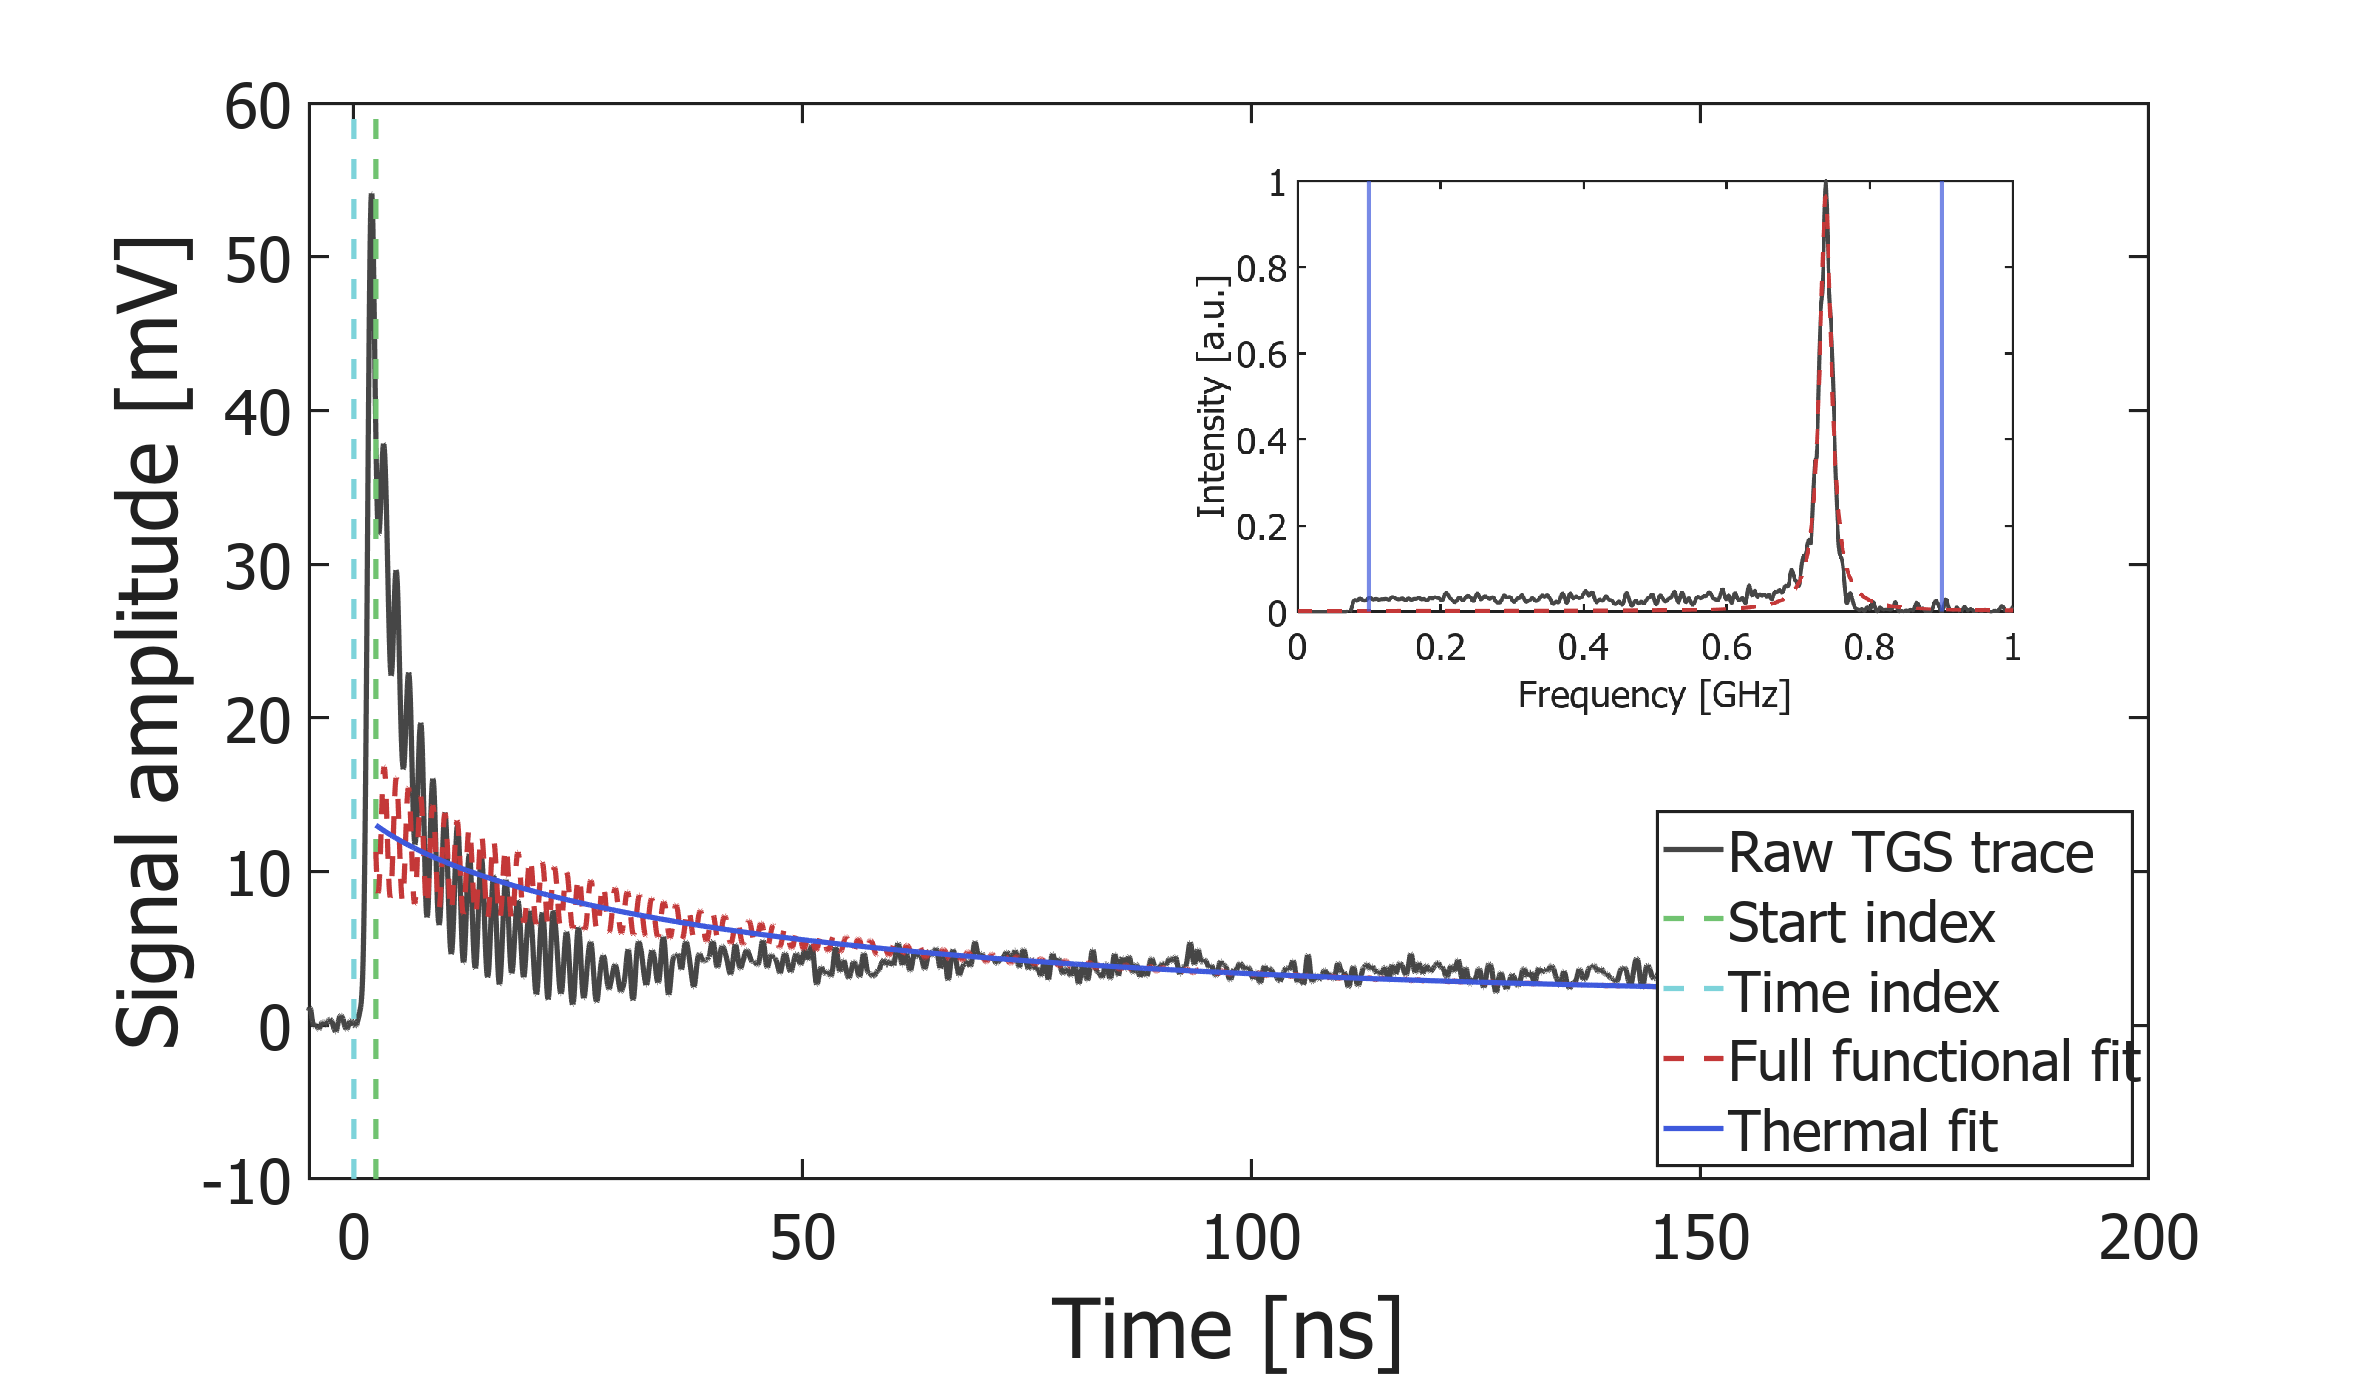 Signal amplitude [mV]
60
50
40
30
20
10
0
-10
0
50
100
150
200
Time [ns]
Intensity [a.u.]
1
0.8
0.6
0.4
0.2
0
0
0.2
0.4
0.6
0.8
1
Frequency [GHz]
Raw TGS trace
Start index
Time index
Full functional fit
Thermal fit